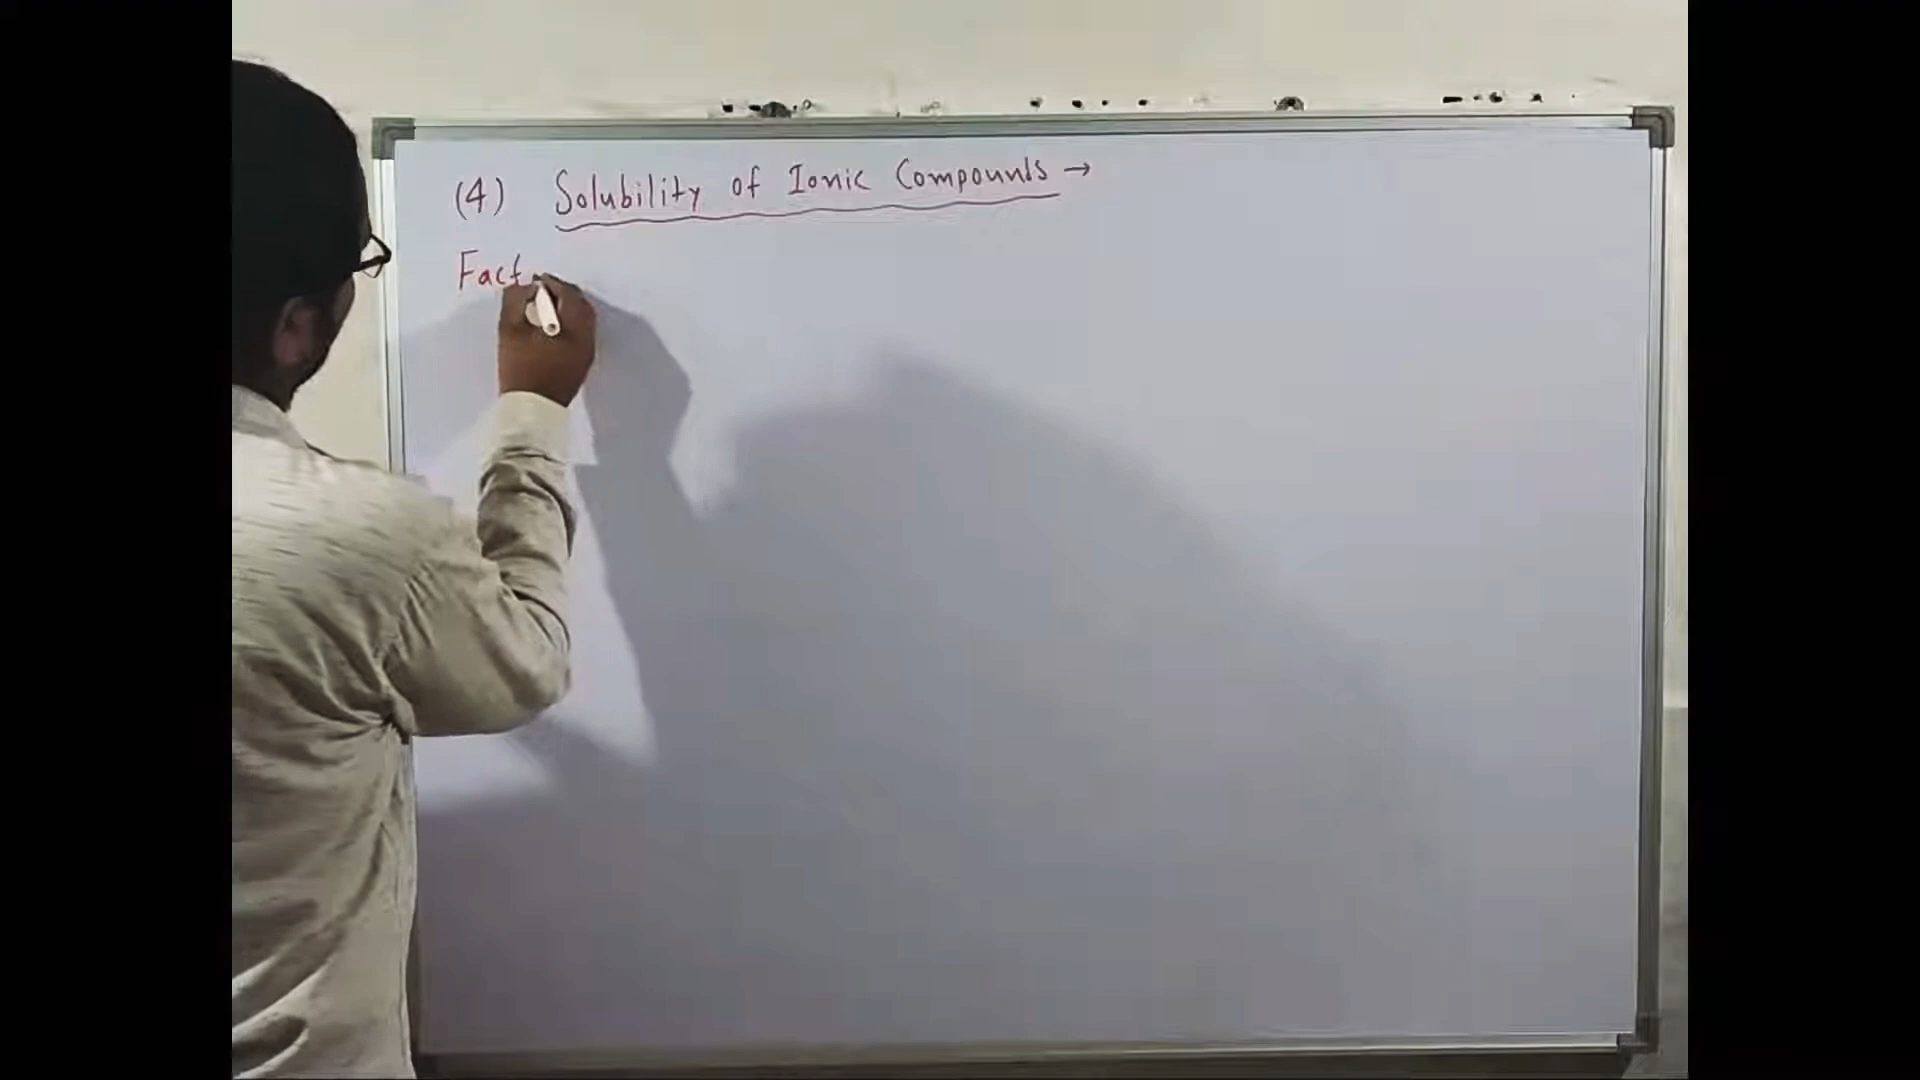 (4) Solubility of Ionic Compounds →
Fact